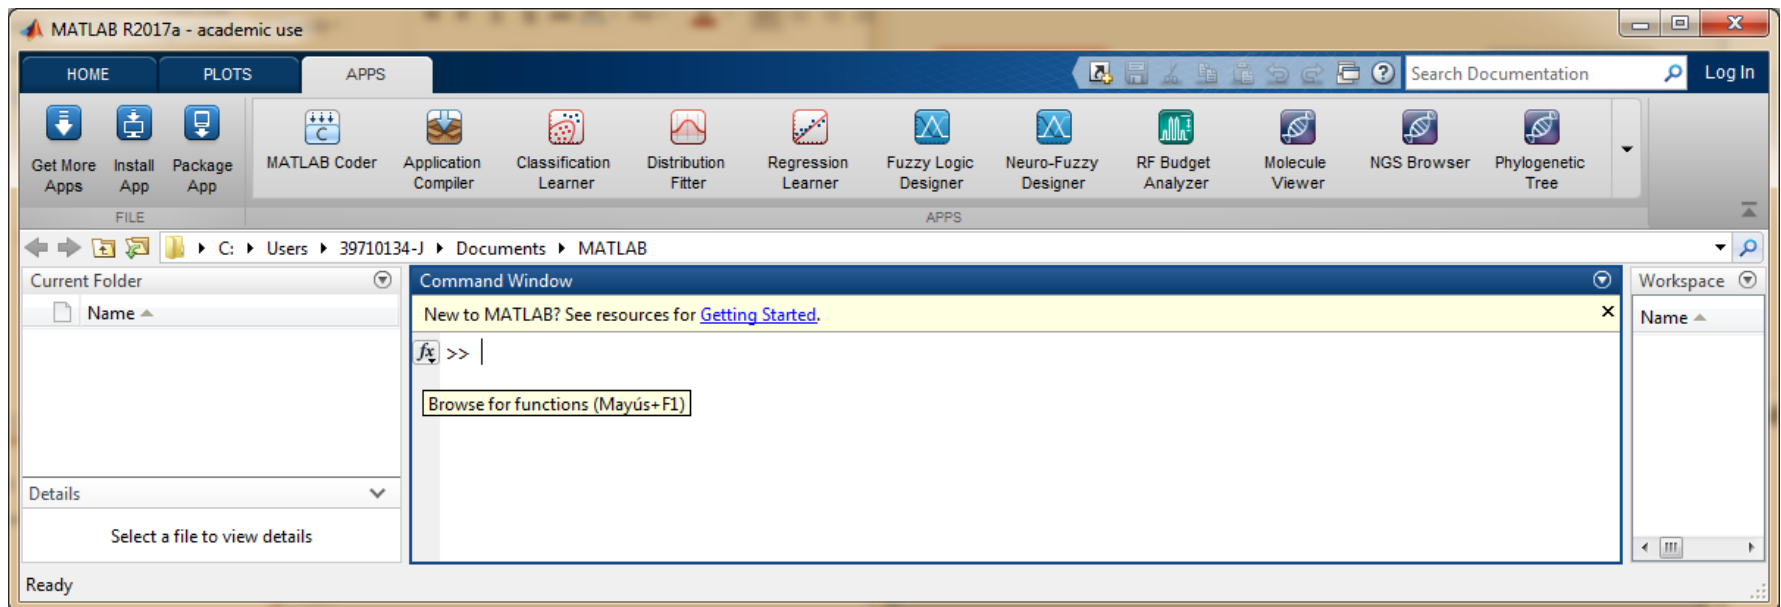 MATLAB R2017a - academic use
HOME PLOTS APPS Search Documentation Log In
Get More Apps
Install App
Package App
MATLAB Coder
Application Compiler
Classification Learner
Distribution Fitter
Regression Learner
Fuzzy Logic Designer
Neuro-Fuzzy Designer
RF Budget Analyzer
Molecule Viewer
NGS Browser
Phylogenetic Tree
FILE APPS
C: Users 39710134-J Documents MATLAB
Current Folder
Name
Details
Select a file to view details
Command Window
New to MATLAB? See resources for Getting Started.
fx >>
Browse for functions (Mayús+F1)
Workspace
Name
Ready